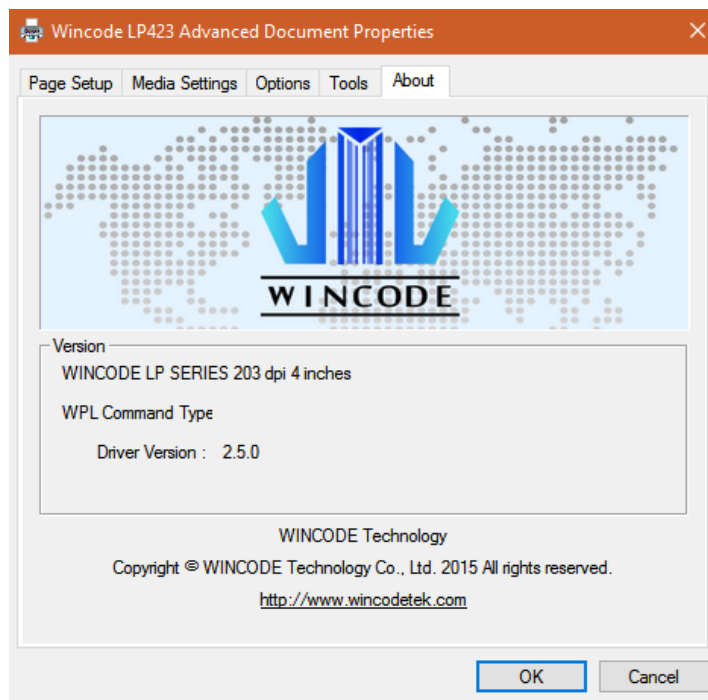 Wincode LP423 Advanced Document Properties
Page Setup Media Settings Options Tools About
WINCODE
Version
WINCODE LP SERIES 203 dpi 4 inches
WPL Command Type
Driver Version : 2.5.0
WINCODE Technology
Copyright © WINCODE Technology Co., Ltd. 2015 All rights reserved.
http://www.wincodetek.com
OK Cancel